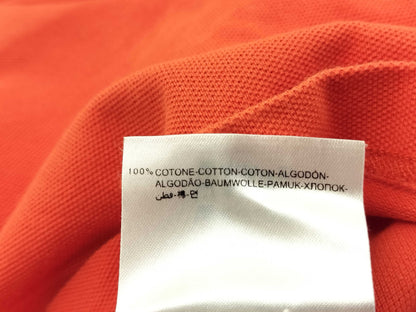 100% COTONE-COTTON-COTON-ALGODÓN-
ALGODÃO-BAUMWOLLE-PAMUK-ХЛОПОК-
قطن-棉-면